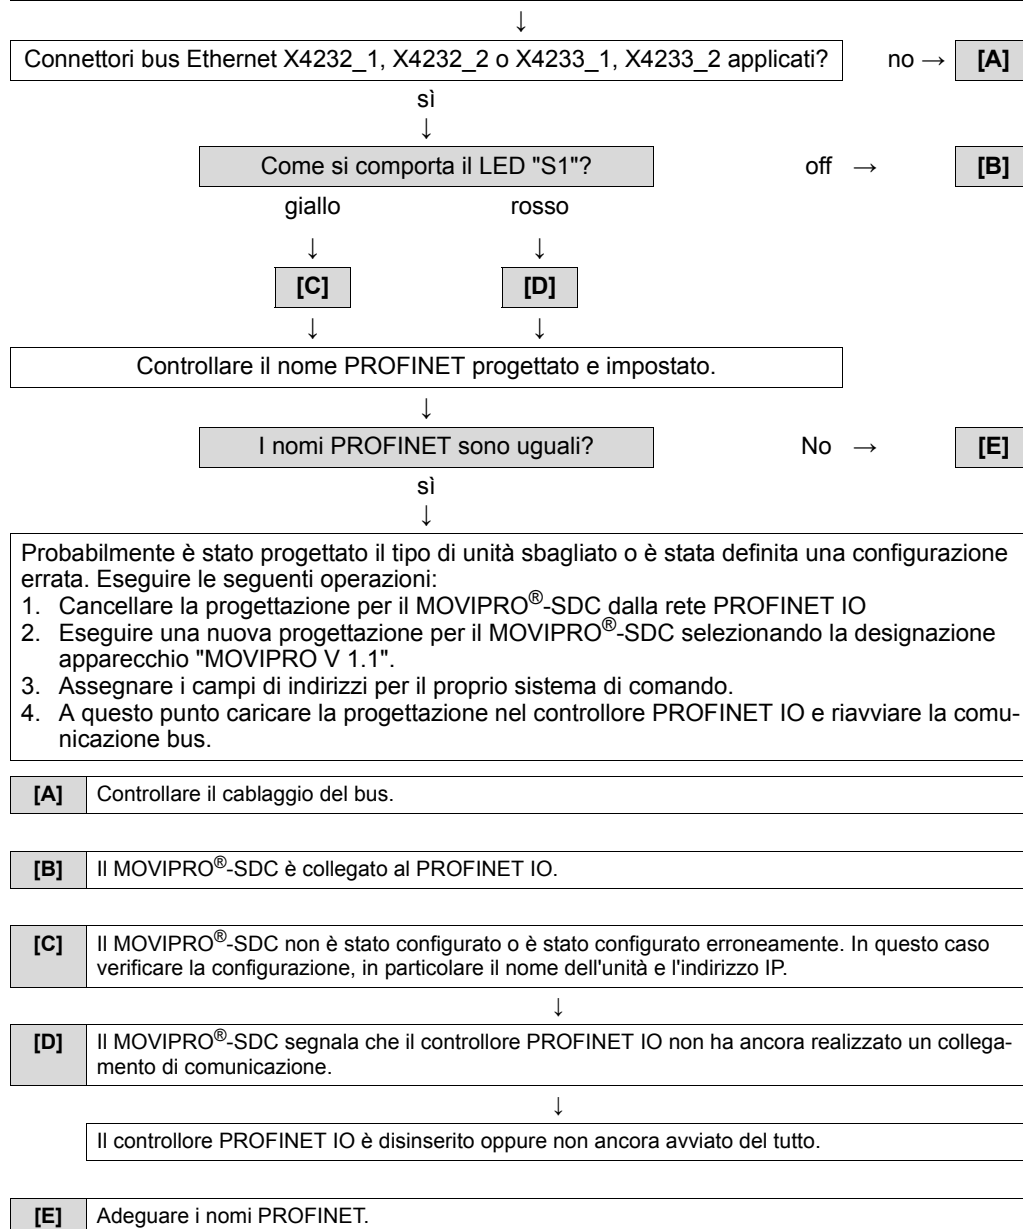 ↓
Connettori bus Ethernet X4232_1, X4232_2 o X4233_1, X4233_2 applicati? no → [A]
sì
↓
Come si comporta il LED "S1"? off → [B]
giallo rosso
↓ ↓
[C] [D]
↓ ↓
Controllare il nome PROFINET progettato e impostato.
↓
I nomi PROFINET sono uguali? No → [E]
sì
↓
Probabilmente è stato progettato il tipo di unità sbagliato o è stata definita una configurazione
errata. Eseguire le seguenti operazioni:
1. Cancellare la progettazione per il MOVIPRO®-SDC dalla rete PROFINET IO
2. Eseguire una nuova progettazione per il MOVIPRO®-SDC selezionando la designazione
apparecchio "MOVIPRO V 1.1".
3. Assegnare i campi di indirizzi per il proprio sistema di comando.
4. A questo punto caricare la progettazione nel controllore PROFINET IO e riavviare la comu-
nicazione bus.
[A] Controllare il cablaggio del bus.
[B] Il MOVIPRO®-SDC è collegato al PROFINET IO.
[C] Il MOVIPRO®-SDC non è stato configurato o è stato configurato erroneamente. In questo caso
verificare la configurazione, in particolare il nome dell'unità e l'indirizzo IP.
↓
[D] Il MOVIPRO®-SDC segnala che il controllore PROFINET IO non ha ancora realizzato un collega-
mento di comunicazione.
↓
Il controllore PROFINET IO è disinserito oppure non ancora avviato del tutto.
[E] Adeguare i nomi PROFINET.